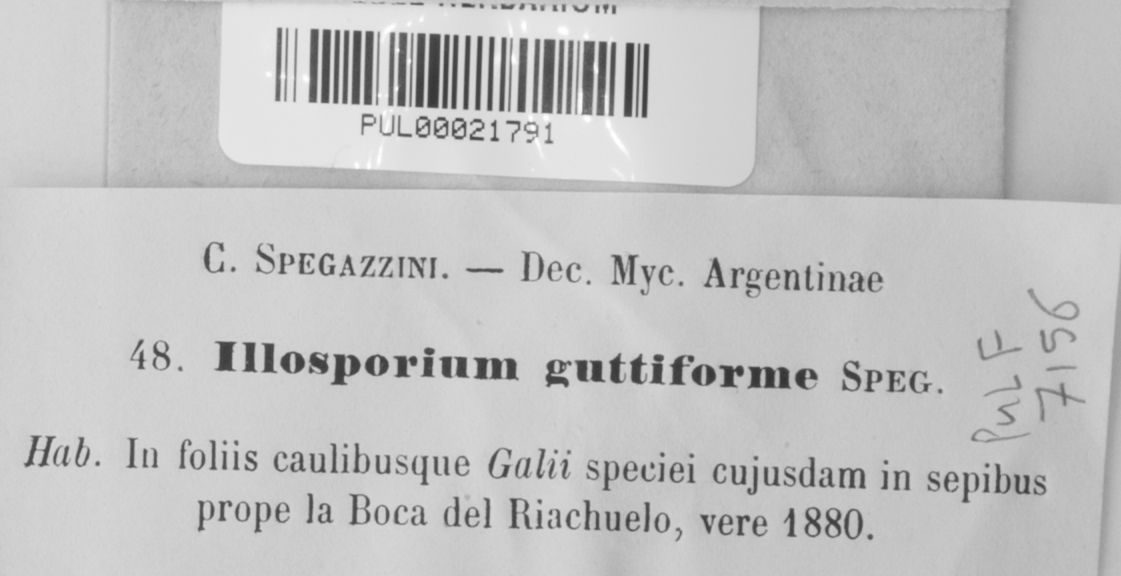 HERBARIUM
PUL00021791
C. SPEGAZZINI. — Dec. Myc. Argentinae
48. Illosporium guttiforme SPEG.
Hab. In foliis caulibusque Galii speciei cujusdam in sepibus
prope la Boca del Riachuelo, vere 1880.
PUL F
7156